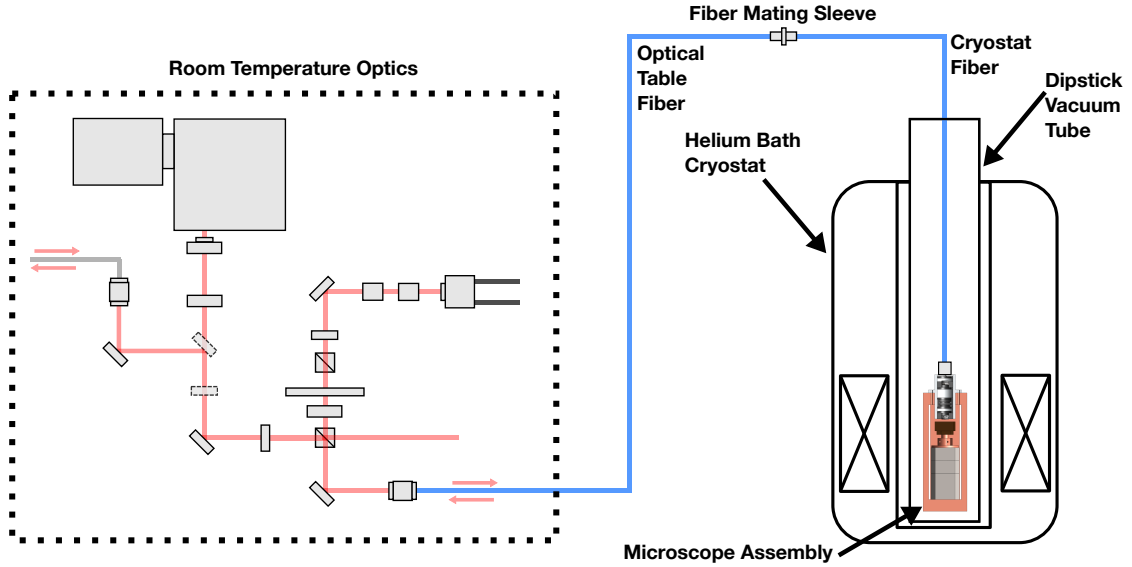 Fiber Mating Sleeve
Room Temperature Optics
Optical
Table
Fiber
Cryostat
Fiber
Dipstick
Vacuum
Tube
Helium Bath
Cryostat
Microscope Assembly